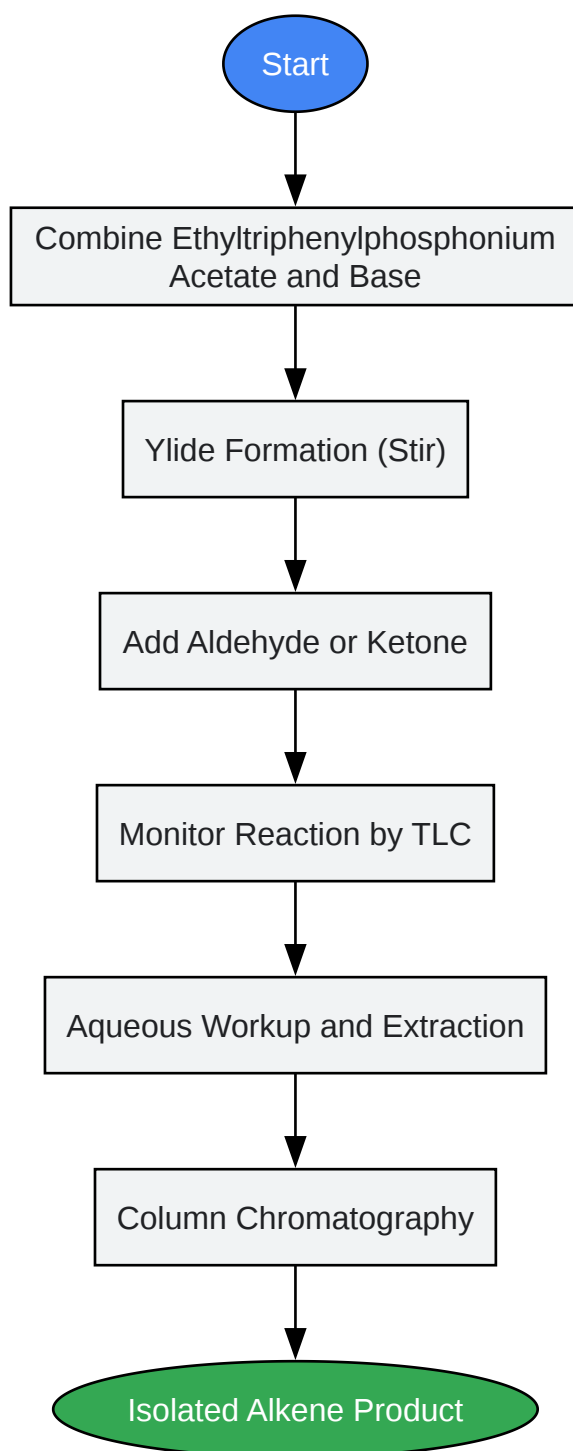 Start
Combine Ethyltriphenylphosphonium
Acetate and Base
Ylide Formation (Stir)
Add Aldehyde or Ketone
Monitor Reaction by TLC
Aqueous Workup and Extraction
Column Chromatography
Isolated Alkene Product